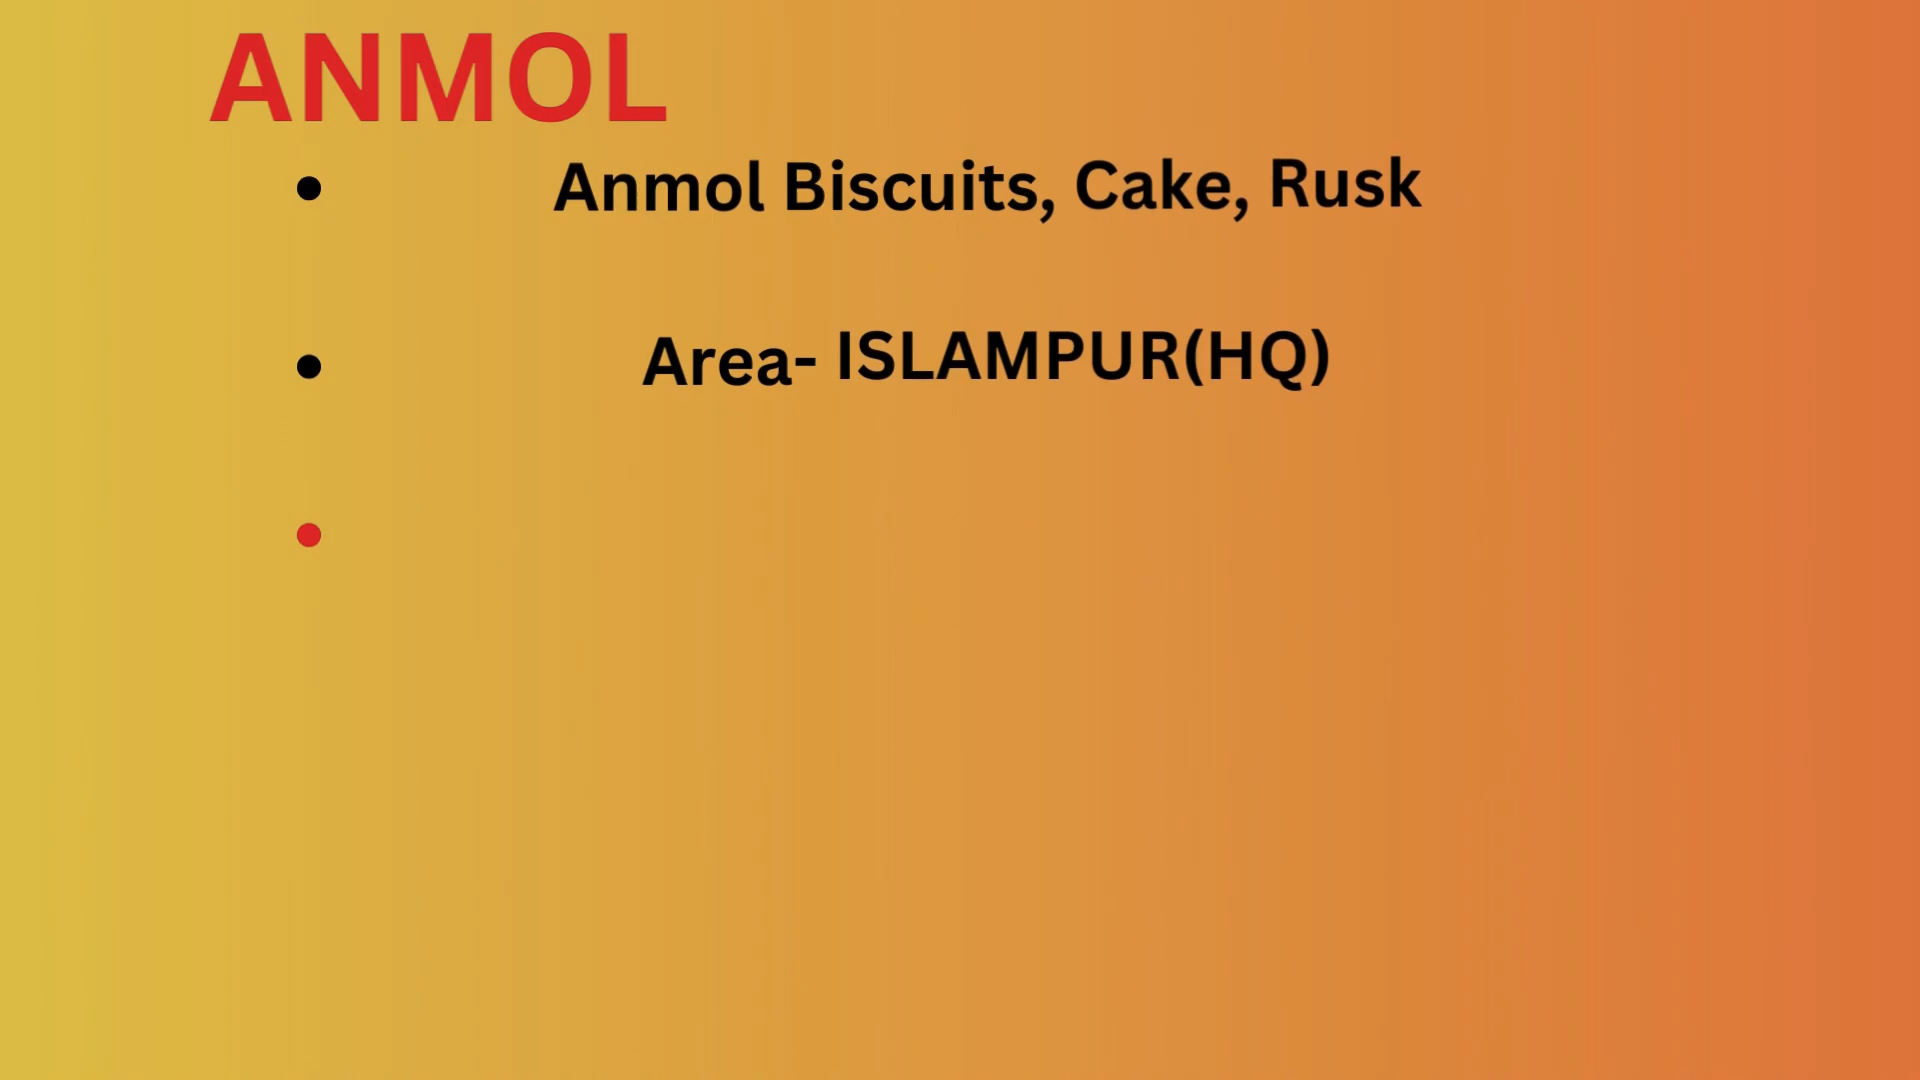 ANMOL
• Anmol Biscuits, Cake, Rusk
• Area- ISLAMPUR(HQ)
•